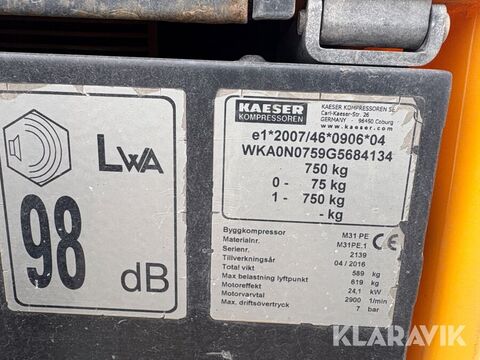 LWA
98
dB
KAESER
KOMPRESSOREN
KAESER KOMPRESSOREN SE
Carl-Kaeser-Str. 26
GERMANY - 96450 Coburg
www.kaeser.com
e1*2007/46*0906*04
WKA0N0759G5684134
750 kg
0 - 75 kg
1 - 750 kg
- kg
Byggkompressor M31 PE
Materialnr. M31PE.1
Serienr. 2139
Tillverkningsår 04 / 2016
Total vikt 589 kg
Max belastning lyftpunkt 619 kg
Motoreffekt 24,1 kW
Motorvarvtal 2900 1/min
Max. driftsövertryck 7 bar
CE
KLARAVIK